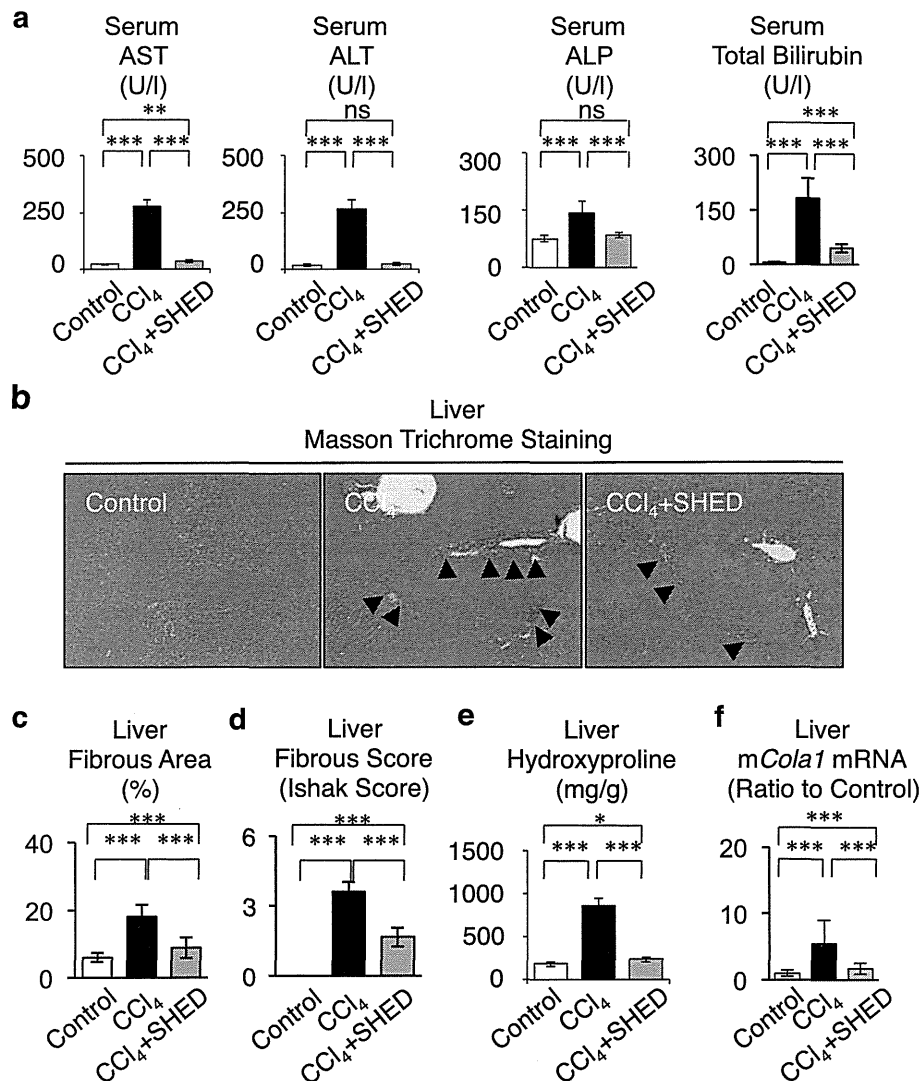 a
Serum
AST
(U/l)
**
*** ***
500
250
0
Control
CCl4
CCl4+SHED
Serum
ALT
(U/l)
ns
*** ***
500
250
0
Control
CCl4
CCl4+SHED
Serum
ALP
(U/l)
ns
*** ***
300
150
0
Control
CCl4
CCl4+SHED
Serum
Total Bilirubin
(U/l)
***
*** ***
300
150
0
Control
CCl4
CCl4+SHED
b
Liver
Masson Trichrome Staining
Control
CCl4
CCl4+SHED
c
Liver
Fibrous Area
(%)
***
*** ***
40
20
0
Control
CCl4
CCl4+SHED
d
Liver
Fibrous Score
(Ishak Score)
***
*** ***
6
3
0
Control
CCl4
CCl4+SHED
e
Liver
Hydroxyproline
(mg/g)
*
*** ***
1500
1000
500
0
Control
CCl4
CCl4+SHED
f
Liver
mCola1 mRNA
(Ratio to Control)
***
*** ***
20
10
0
Control
CCl4
CCl4+SHED